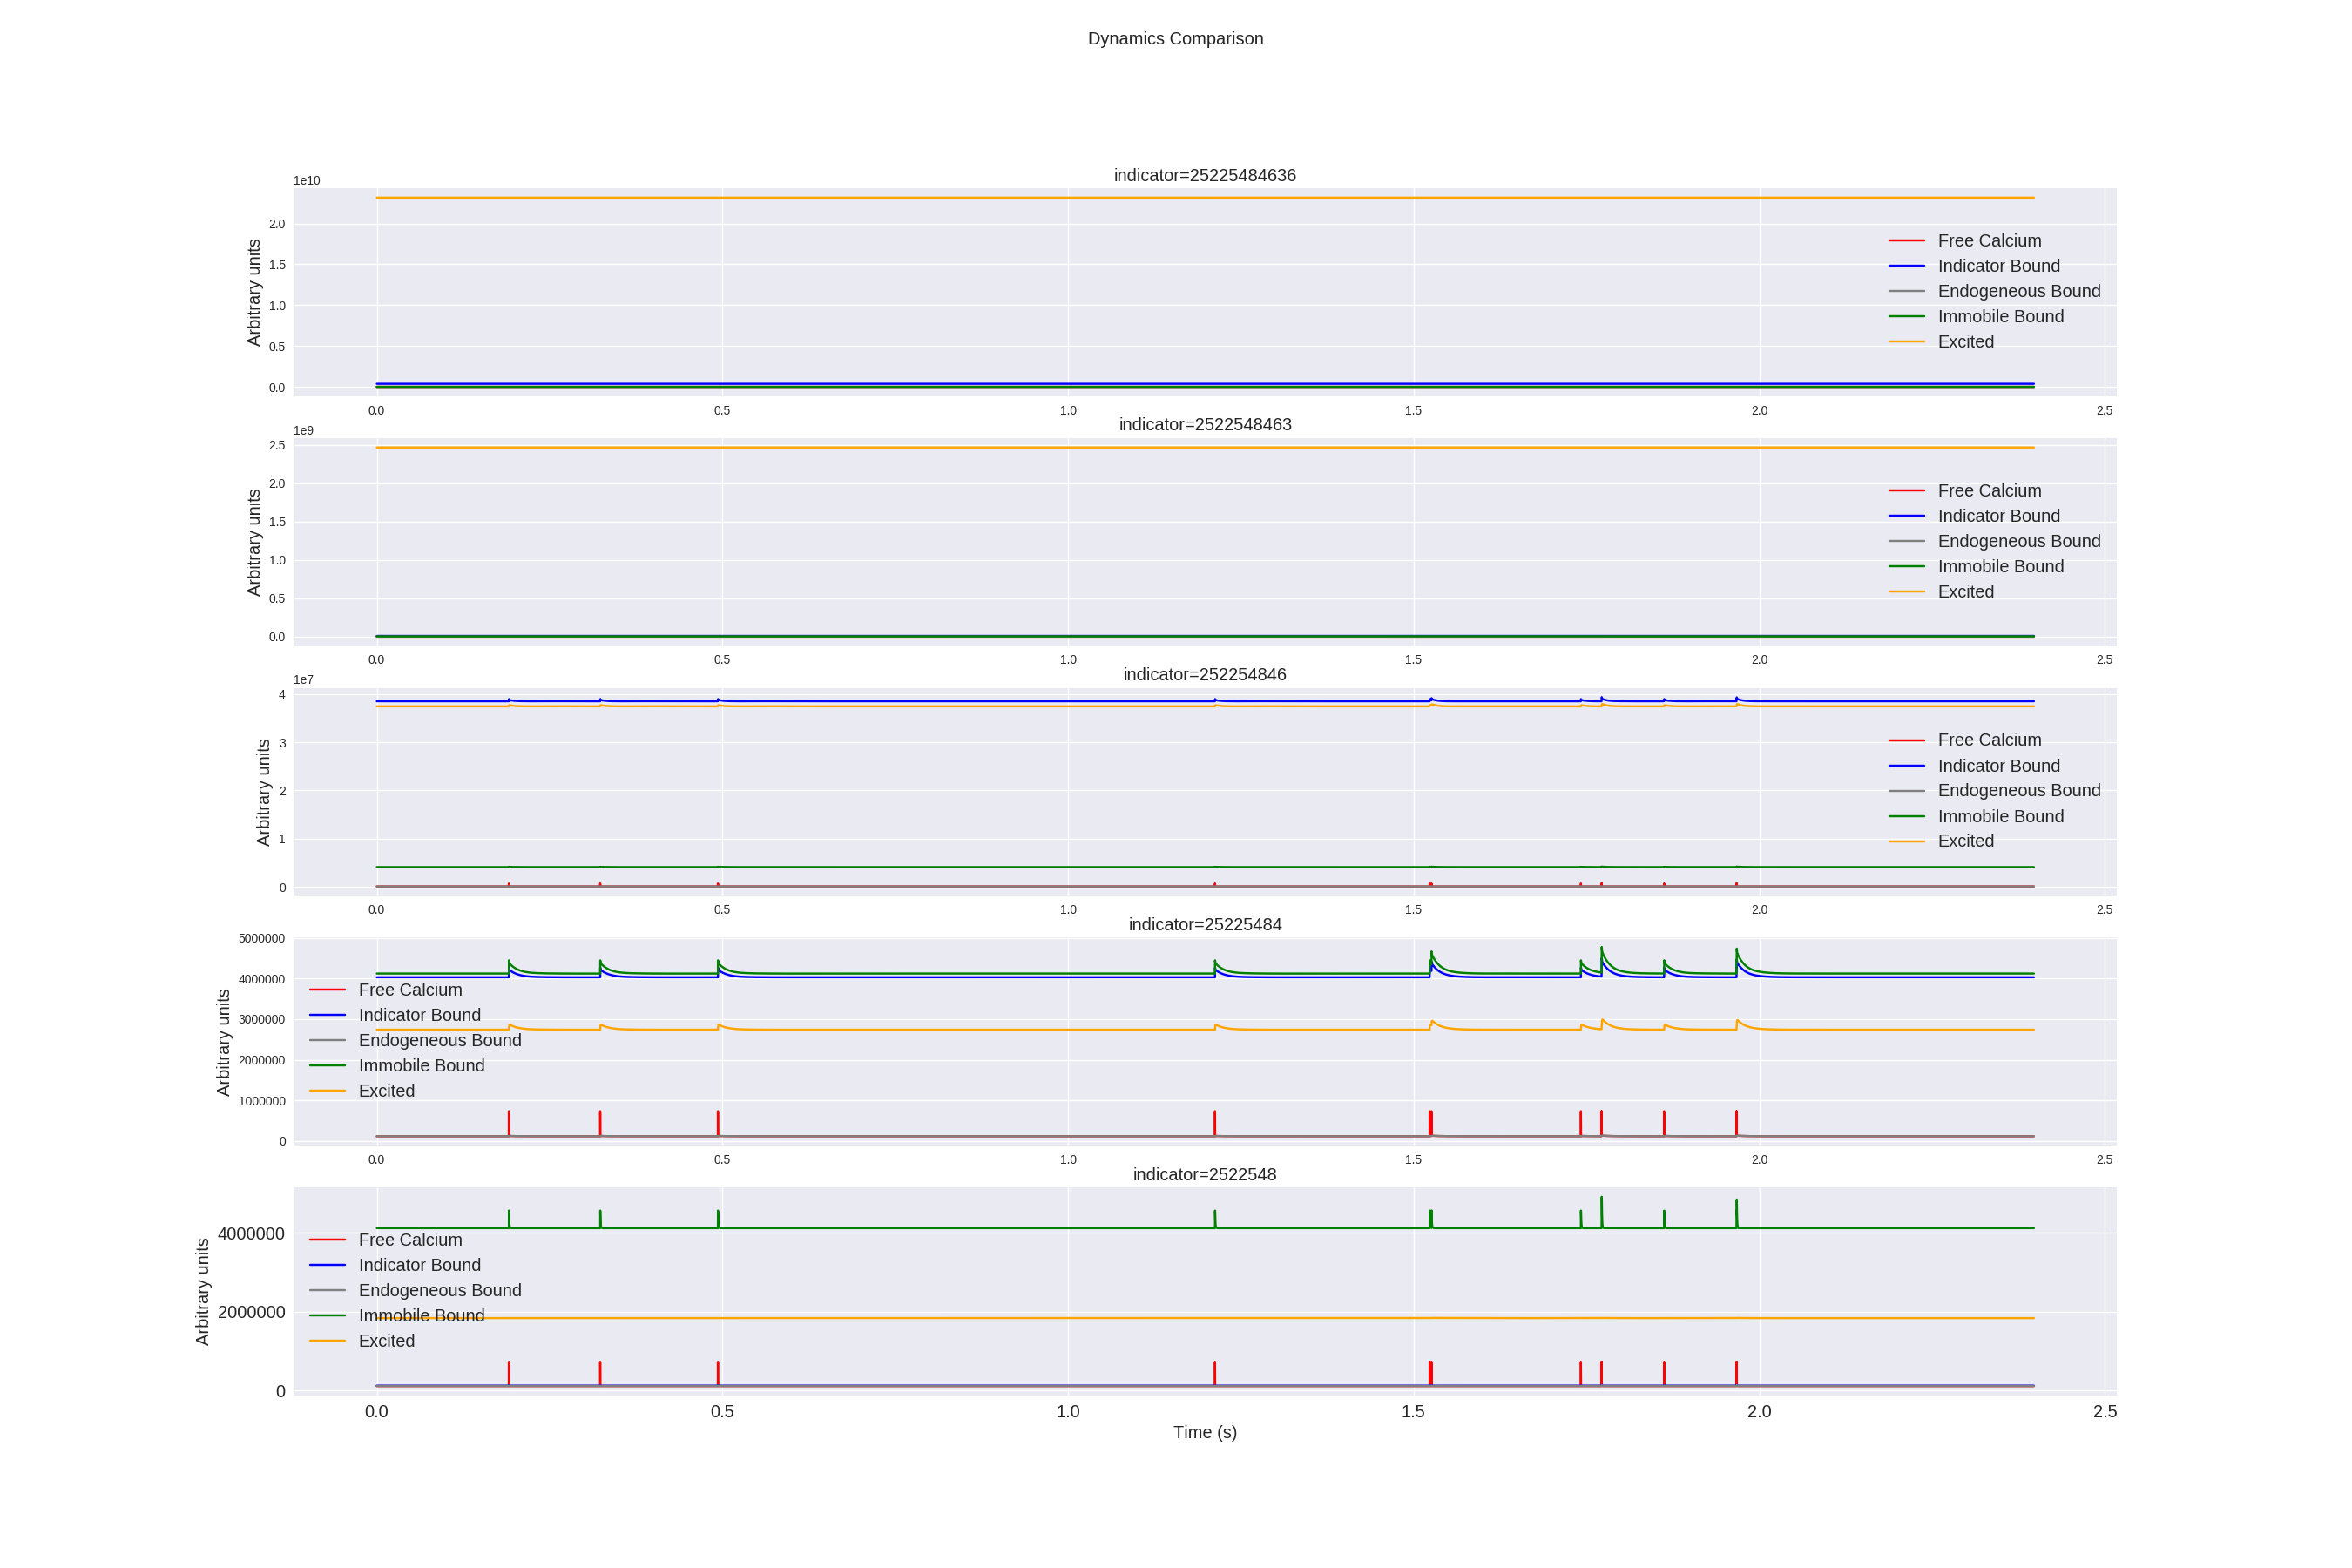 Dynamics Comparison
indicator=25225484636
1e10
Arbitrary units
2.0
1.5
1.0
0.5
0.0
Free Calcium
Indicator Bound
Endogeneous Bound
Immobile Bound
Excited
0.0 0.5 1.0 1.5 2.0 2.5
indicator=2522548463
1e9
Arbitrary units
2.5
2.0
1.5
1.0
0.5
0.0
Free Calcium
Indicator Bound
Endogeneous Bound
Immobile Bound
Excited
0.0 0.5 1.0 1.5 2.0 2.5
indicator=252254846
1e7
Arbitrary units
4
3
2
1
0
Free Calcium
Indicator Bound
Endogeneous Bound
Immobile Bound
Excited
0.0 0.5 1.0 1.5 2.0 2.5
indicator=25225484
Arbitrary units
5000000
4000000
3000000
2000000
1000000
0
Free Calcium
Indicator Bound
Endogeneous Bound
Immobile Bound
Excited
0.0 0.5 1.0 1.5 2.0 2.5
indicator=2522548
Arbitrary units
4000000
2000000
0
Free Calcium
Indicator Bound
Endogeneous Bound
Immobile Bound
Excited
0.0 0.5 1.0 1.5 2.0 2.5
Time (s)